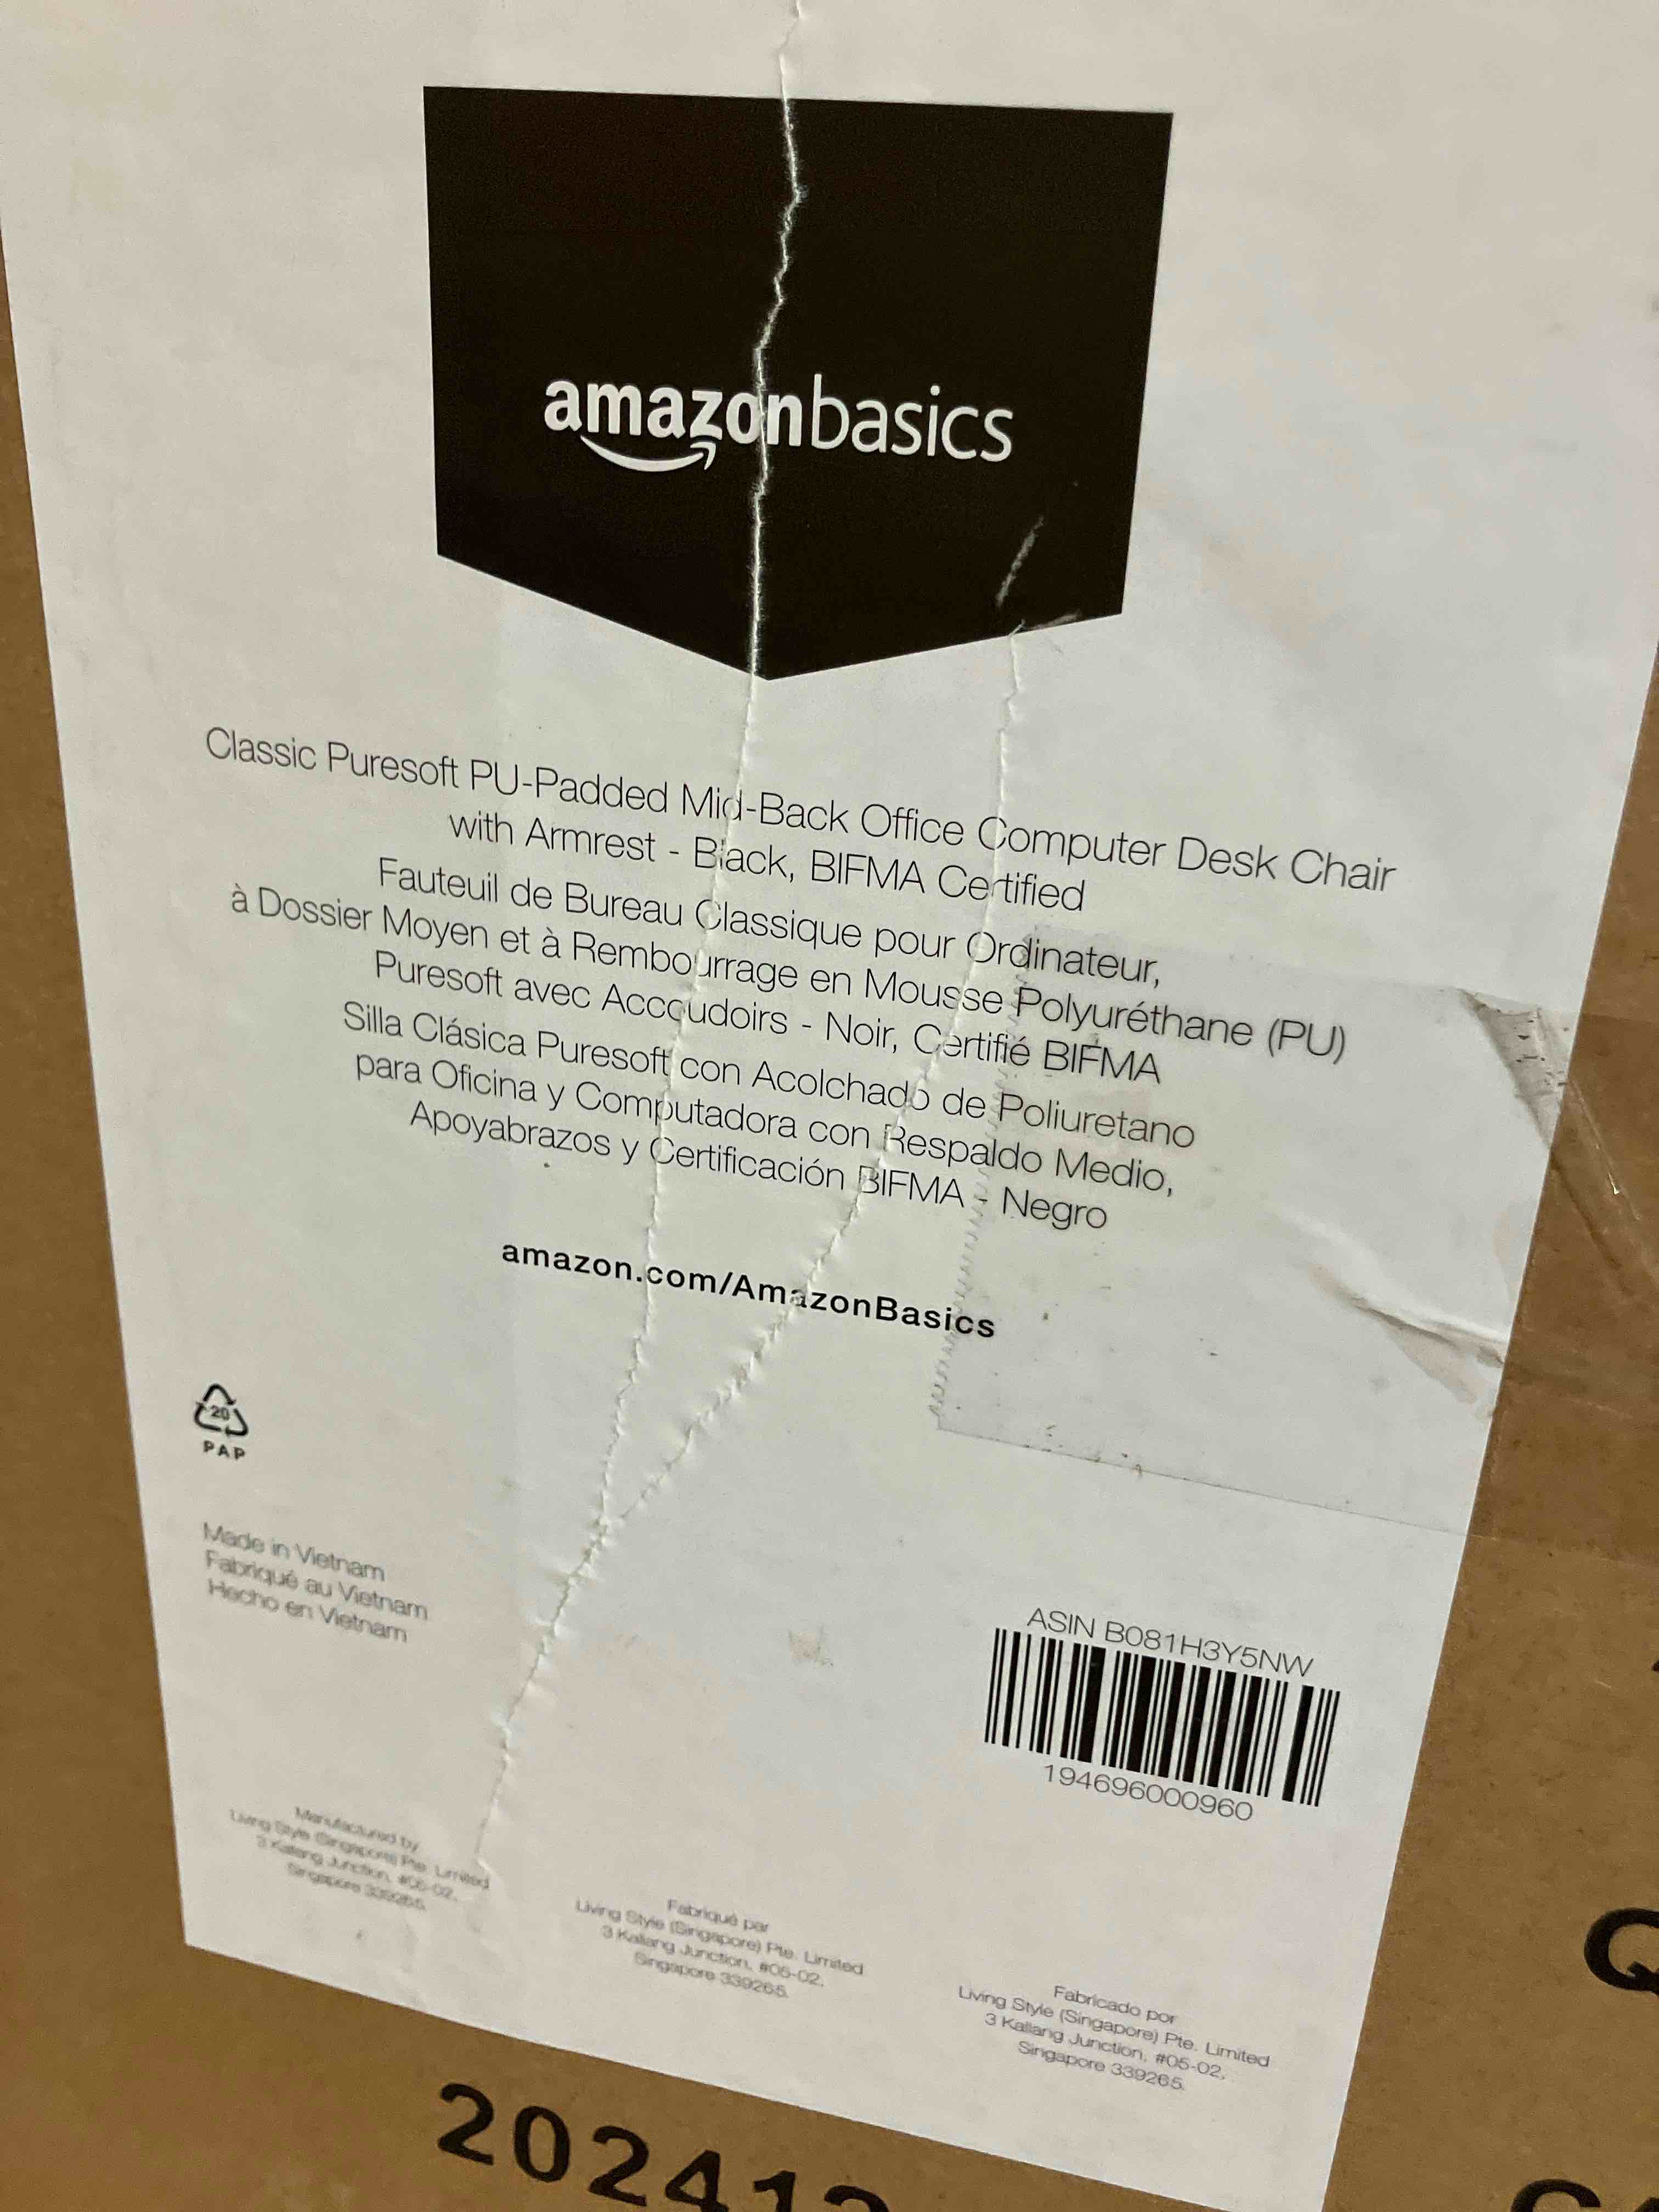 amazonbasics
Classic Puresoft PU-Padded Mid-Back Office Computer Desk Chair
with Armrest - Black, BIFMA Certified
Fauteuil de Bureau Classique pour Ordinateur,
à Dossier Moyen et à Rembourrage en Mousse Polyuréthane (PU)
Puresoft avec Accoudoirs - Noir, Certifié BIFMA
Silla Clásica Puresoft con Acolchado de Poliuretano
para Oficina y Computadora con Respaldo Medio,
Apoyabrazos y Certificación BIFMA - Negro
amazon.com/AmazonBasics
20
PAP
Made in Vietnam
Fabriqué au Vietnam
Hecho en Vietnam
ASIN B081H3Y5NW
194696000960
Manufactured by
Living Style (Singapore) Pte. Limited
3 Kallang Junction, #05-02,
Singapore 339265.
Fabriqué par
Living Style (Singapore) Pte. Limited
3 Kallang Junction, #05-02,
Singapore 339265.
Fabricado por
Living Style (Singapore) Pte. Limited
3 Kallang Junction, #05-02,
Singapore 339265.